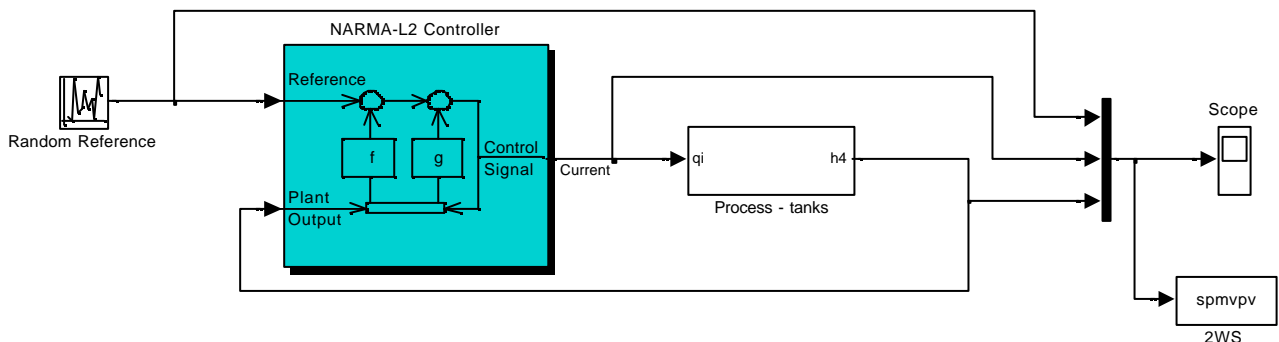 NARMA-L2 Controller
Random Reference
Reference
f
g
Control
Signal
Plant
Output
Current
qi
h4
Process - tanks
Scope
spmvpv
2WS